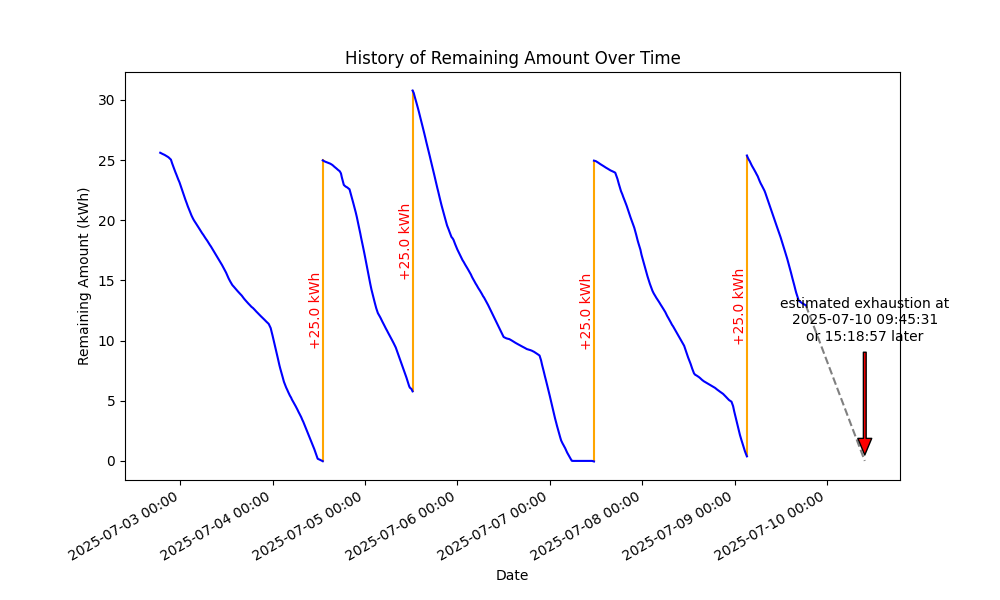 History of Remaining Amount Over Time
Remaining Amount (kWh)
30
25
20
15
10
5
0
+25.0 kWh
+25.0 kWh
+25.0 kWh
+25.0 kWh
estimated exhaustion at
2025-07-10 09:45:31
or 15:18:57 later
2025-07-03 00:00
2025-07-04 00:00
2025-07-05 00:00
2025-07-06 00:00
2025-07-07 00:00
2025-07-08 00:00
2025-07-09 00:00
2025-07-10 00:00
Date